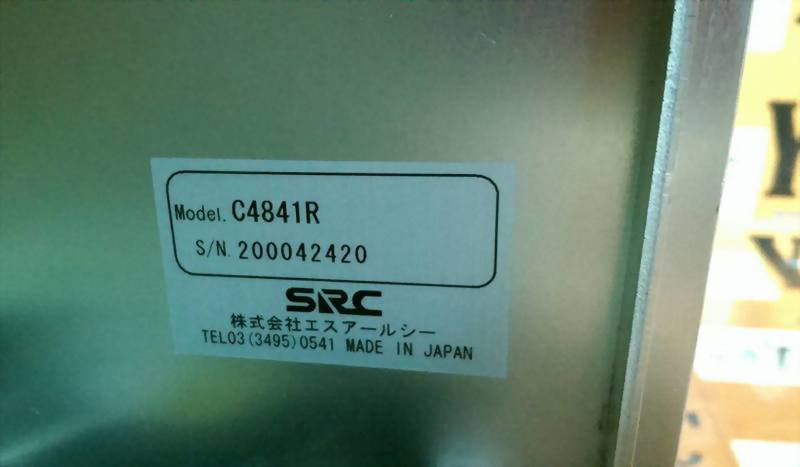 Model. C4841R
S/N. 200042420
SRC
株式会社エスアールシー
TEL03(3495)0541 MADE IN JAPAN